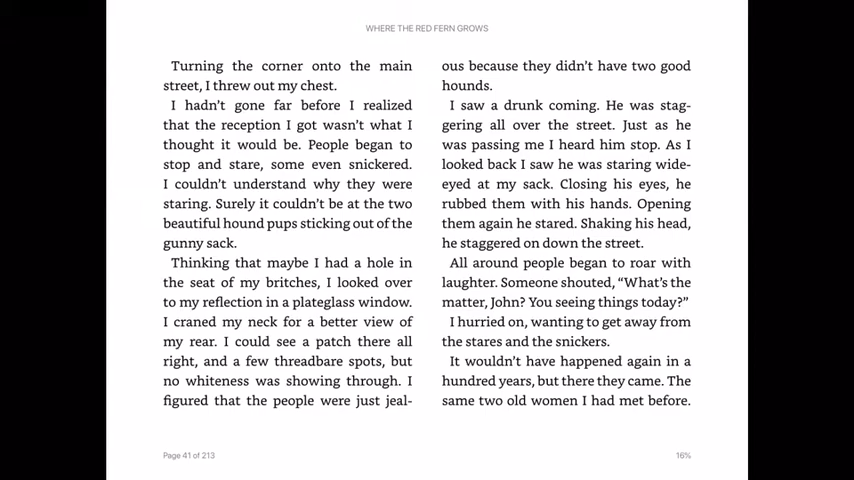 WHERE THE RED FERN GROWS
Turning the corner onto the main
street, I threw out my chest.
I hadn't gone far before I realized
that the reception I got wasn't what I
thought it would be. People began to
stop and stare, some even snickered.
I couldn't understand why they were
staring. Surely it couldn't be at the two
beautiful hound pups sticking out of the
gunny sack.
Thinking that maybe I had a hole in
the seat of my britches, I looked over
to my reflection in a plateglass window.
I craned my neck for a better view of
my rear. I could see a patch there all
right, and a few threadbare spots, but
no whiteness was showing through. I
figured that the people were just jeal-
ous because they didn't have two good
hounds.
I saw a drunk coming. He was stag-
gering all over the street. Just as he
was passing me I heard him stop. As I
looked back I saw he was staring wide-
eyed at my sack. Closing his eyes, he
rubbed them with his hands. Opening
them again he stared. Shaking his head,
he staggered on down the street.
All around people began to roar with
laughter. Someone shouted, “What's the
matter, John? You seeing things today?”
I hurried on, wanting to get away from
the stares and the snickers.
It wouldn't have happened again in a
hundred years, but there they came. The
same two old women I had met before.
Page 41 of 213
16%